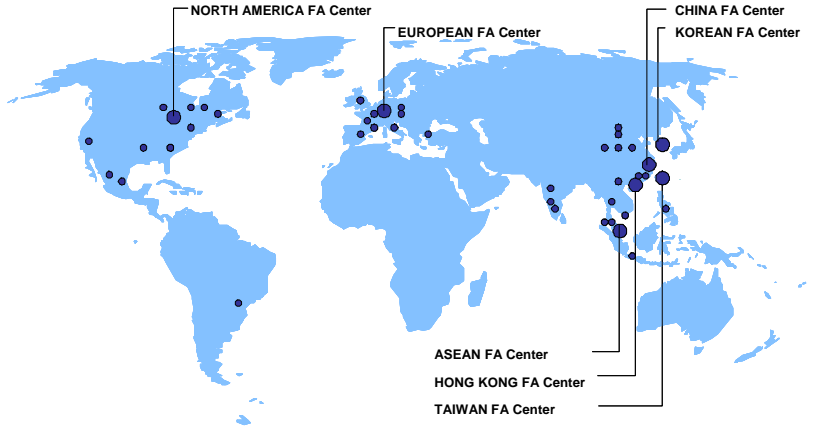 NORTH AMERICA FA Center
CHINA FA Center
EUROPEAN FA Center
KOREAN FA Center
ASEAN FA Center
HONG KONG FA Center
TAIWAN FA Center